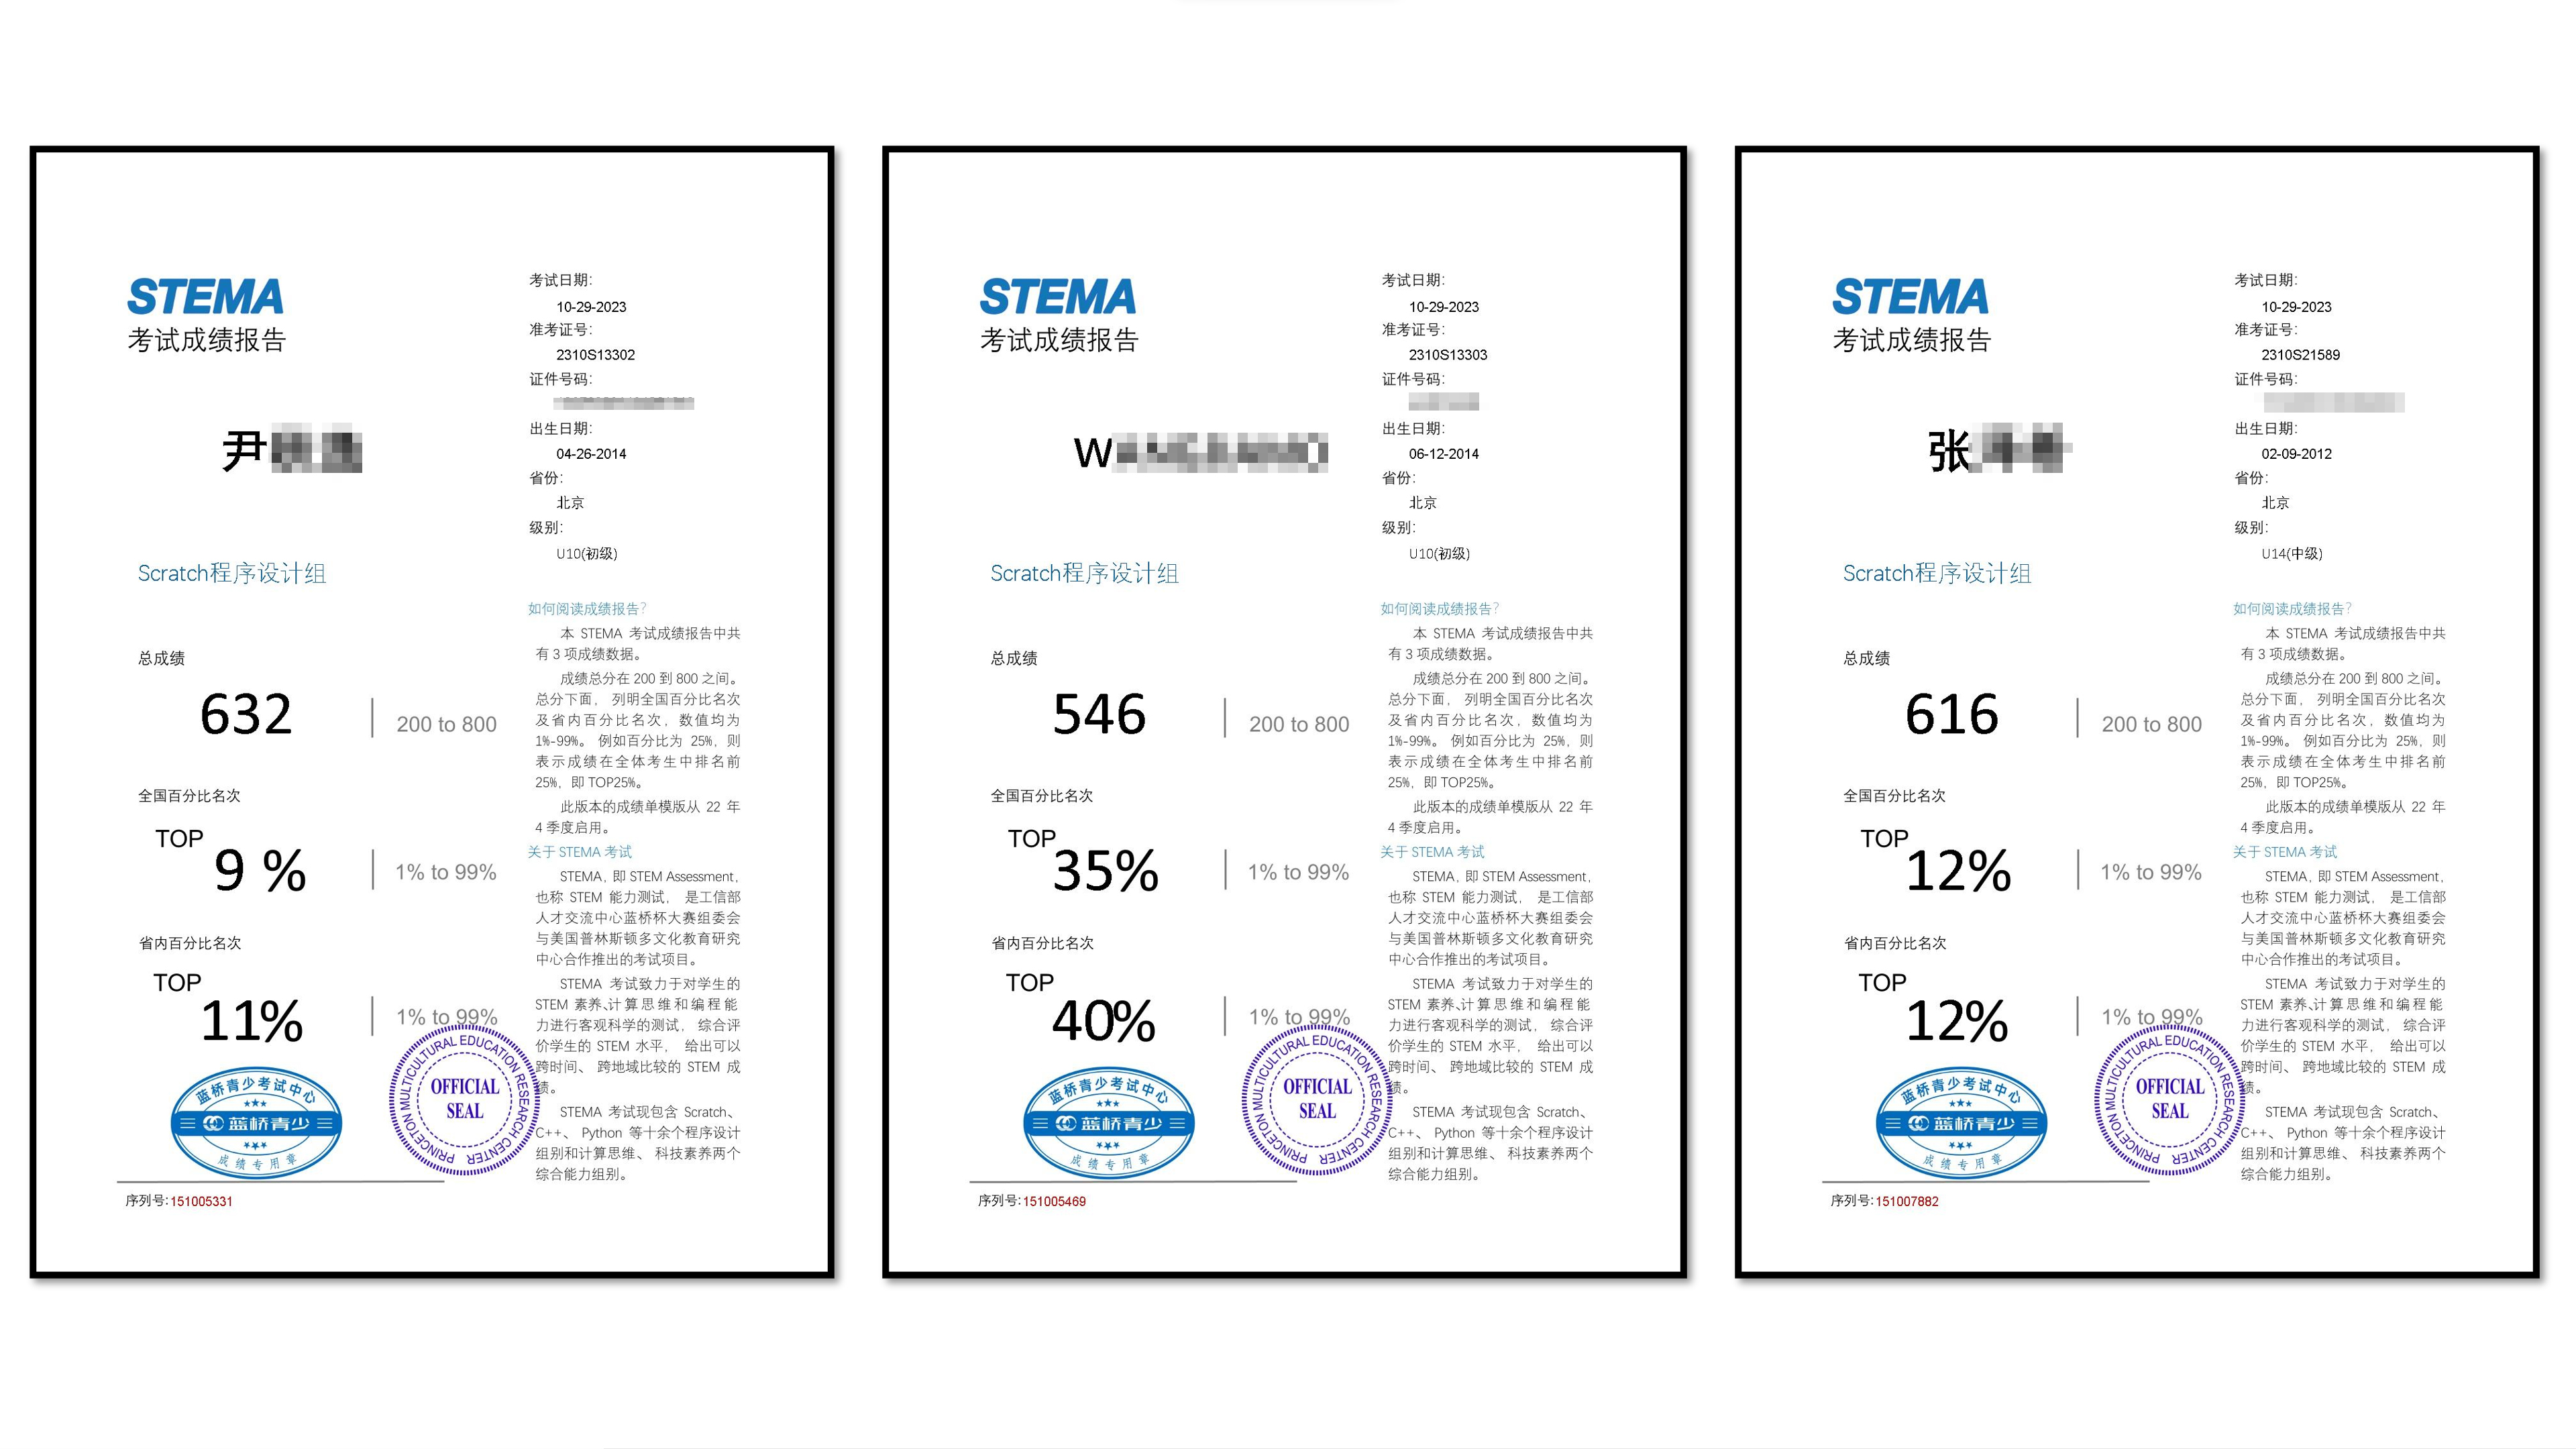 STEMA
考试成绩报告
尹
Scratch程序设计组
总成绩
632
200 to 800
全国百分比名次
TOP
9 %
1% to 99%
省内百分比名次
TOP
11%
1% to 99%
蓝桥青少考试中心
蓝桥青少
成绩专用章
PRINCETON MULTICULTURAL EDUCATION RESEARCH CENTER
OFFICIAL
SEAL
序列号:151005331
考试日期:
10-29-2023
准考证号:
2310S13302
证件号码:
出生日期:
04-26-2014
省份:
北京
级别:
U10(初级)
如何阅读成绩报告?
本 STEMA 考试成绩报告中共
有 3 项成绩数据。
成绩总分在 200 到 800 之间。
总分下面， 列明全国百分比名次
及省内百分比名次，数值均为
1%-99%。 例如百分比为 25%，则
表示成绩在全体考生中排名前
25%，即 TOP25%。
此版本的成绩单模版从 22 年
4 季度启用。
关于 STEMA 考试
STEMA，即 STEM Assessment，
也称 STEM 能力测试， 是工信部
人才交流中心蓝桥杯大赛组委会
与美国普林斯顿多文化教育研究
中心合作推出的考试项目。
STEMA 考试致力于对学生的
STEM 素养、计算思维和编程能
力进行客观科学的测试， 综合评
价学生的 STEM 水平， 给出可以
跨时间、 跨地域比较的 STEM 成
绩。
STEMA 考试现包含 Scratch、
C++、 Python 等十余个程序设计
组别和计算思维、 科技素养两个
综合能力组别。
STEMA
考试成绩报告
W
Scratch程序设计组
总成绩
546
200 to 800
全国百分比名次
TOP
35%
1% to 99%
省内百分比名次
TOP
40%
1% to 99%
蓝桥青少考试中心
蓝桥青少
成绩专用章
PRINCETON MULTICULTURAL EDUCATION RESEARCH CENTER
OFFICIAL
SEAL
序列号:151005469
考试日期:
10-29-2023
准考证号:
2310S13303
证件号码:
出生日期:
06-12-2014
省份:
北京
级别:
U10(初级)
如何阅读成绩报告?
本 STEMA 考试成绩报告中共
有 3 项成绩数据。
成绩总分在 200 到 800 之间。
总分下面， 列明全国百分比名次
及省内百分比名次，数值均为
1%-99%。 例如百分比为 25%，则
表示成绩在全体考生中排名前
25%，即 TOP25%。
此版本的成绩单模版从 22 年
4 季度启用。
关于 STEMA 考试
STEMA，即 STEM Assessment，
也称 STEM 能力测试， 是工信部
人才交流中心蓝桥杯大赛组委会
与美国普林斯顿多文化教育研究
中心合作推出的考试项目。
STEMA 考试致力于对学生的
STEM 素养、计算思维和编程能
力进行客观科学的测试， 综合评
价学生的 STEM 水平， 给出可以
跨时间、 跨地域比较的 STEM 成
绩。
STEMA 考试现包含 Scratch、
C++、 Python 等十余个程序设计
组别和计算思维、 科技素养两个
综合能力组别。
STEMA
考试成绩报告
张
Scratch程序设计组
总成绩
616
200 to 800
全国百分比名次
TOP
12%
1% to 99%
省内百分比名次
TOP
12%
1% to 99%
蓝桥青少考试中心
蓝桥青少
成绩专用章
PRINCETON MULTICULTURAL EDUCATION RESEARCH CENTER
OFFICIAL
SEAL
序列号:151007882
考试日期:
10-29-2023
准考证号:
2310S21589
证件号码:
出生日期:
02-09-2012
省份:
北京
级别:
U14(中级)
如何阅读成绩报告?
本 STEMA 考试成绩报告中共
有 3 项成绩数据。
成绩总分在 200 到 800 之间。
总分下面， 列明全国百分比名次
及省内百分比名次，数值均为
1%-99%。 例如百分比为 25%，则
表示成绩在全体考生中排名前
25%，即 TOP25%。
此版本的成绩单模版从 22 年
4 季度启用。
关于 STEMA 考试
STEMA，即 STEM Assessment，
也称 STEM 能力测试， 是工信部
人才交流中心蓝桥杯大赛组委会
与美国普林斯顿多文化教育研究
中心合作推出的考试项目。
STEMA 考试致力于对学生的
STEM 素养、计算思维和编程能
力进行客观科学的测试， 综合评
价学生的 STEM 水平， 给出可以
跨时间、 跨地域比较的 STEM 成
绩。
STEMA 考试现包含 Scratch、
C++、 Python 等十余个程序设计
组别和计算思维、 科技素养两个
综合能力组别。